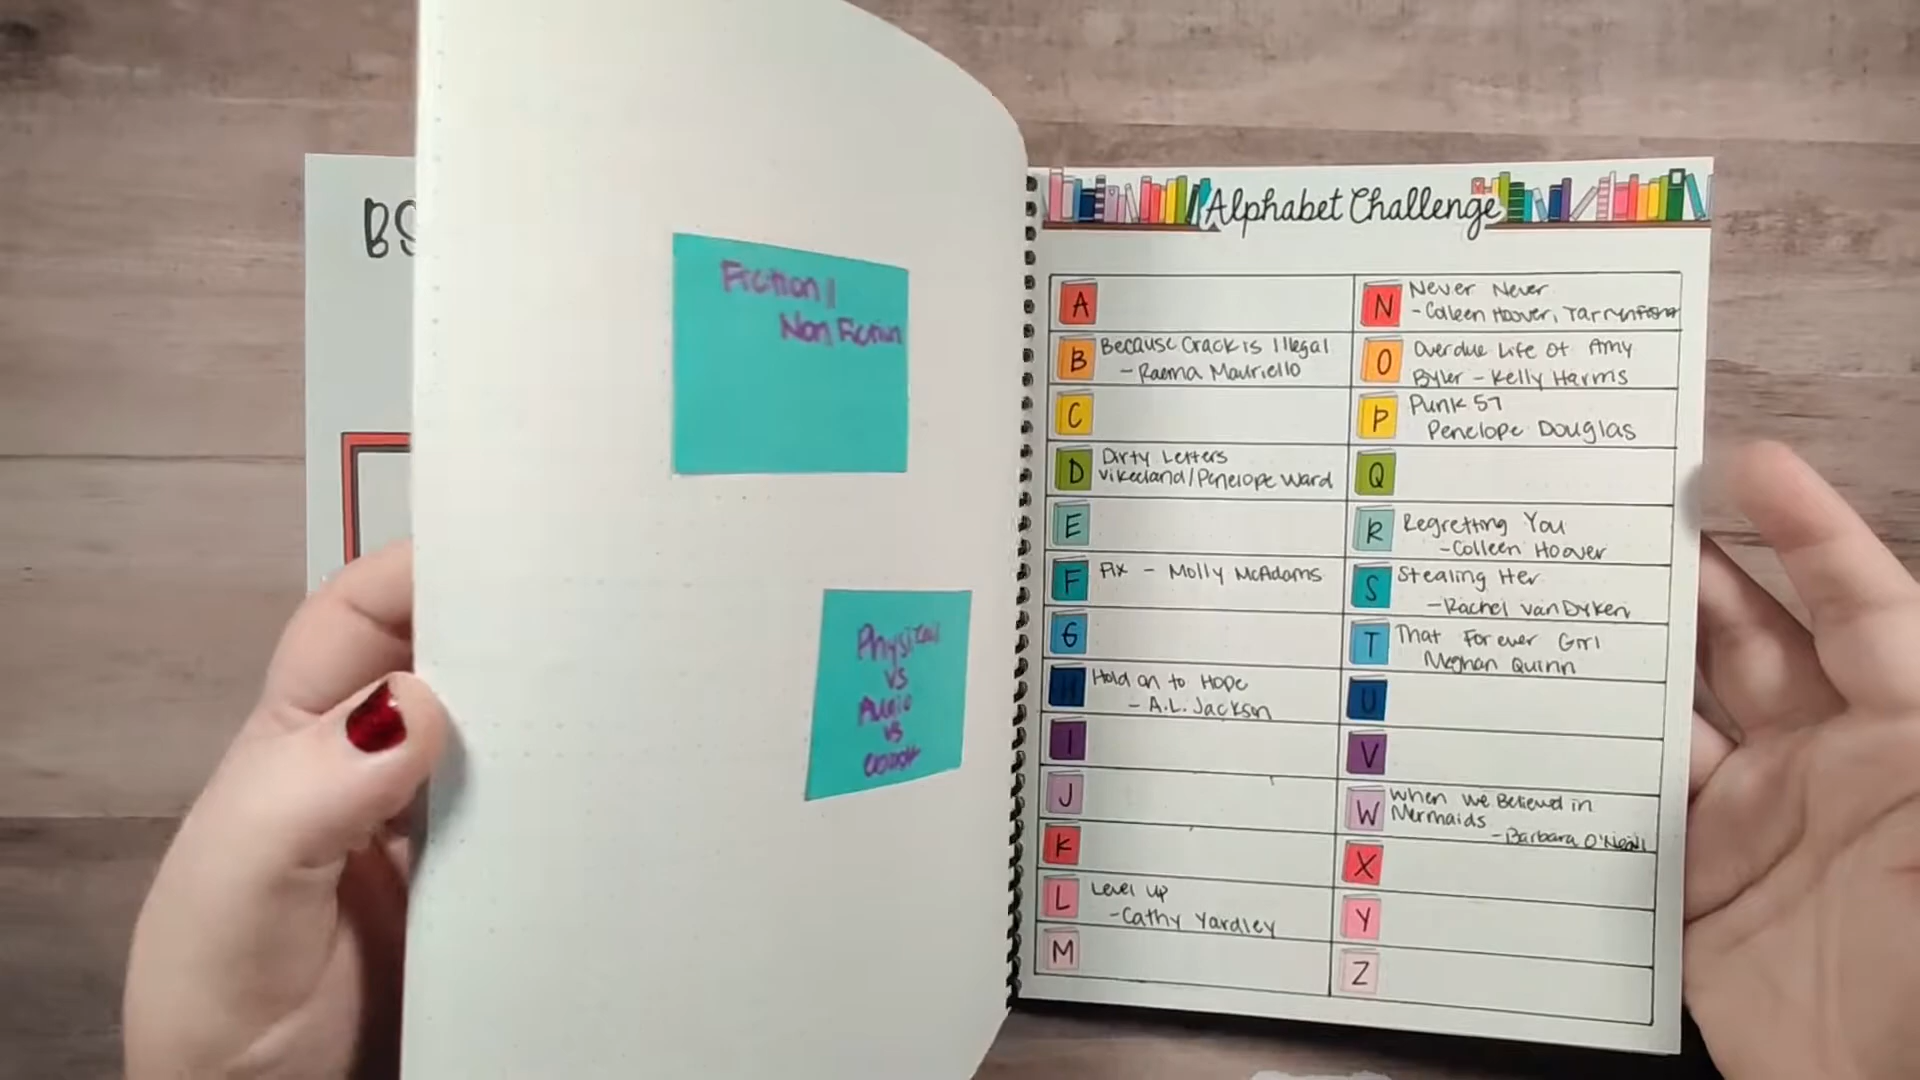 BS
Fiction/
Non Fiction
Physical
vs
Audio
vs
Alphabet Challenge
A
B Because Crack is Illegal
- Raema Mauriello
C
D Dirty Letters
Vikeeland/Penelope Ward
E
F Fix - Molly McAdams
G
H Hold on to Hope
- A.L. Jackson
I
J
K
L Level Up
- Cathy Yardley
M
N Never Never
- Colleen Hoover, Tarryn Fisher
O Overdue Life of Amy
Byler - Kelly Harms
P Punk 57
Penelope Douglas
Q
R Regretting You
- Colleen Hoover
S Stealing Her
- Rachel Van Dyken
T That Forever Girl
Meghan Quinn
U
V
W When We Believed in
Mermaids
- Barbara O'Neal
X
Y
Z